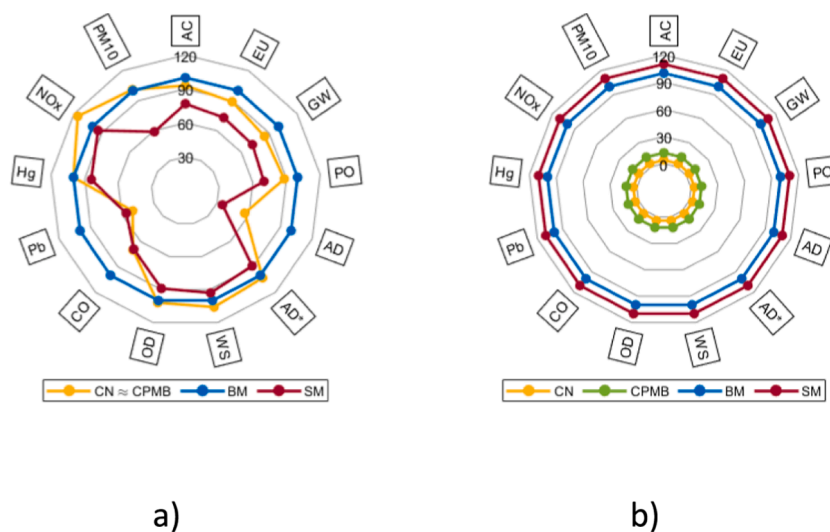 AC
EU
GW
PO
AD
AD*
WS
OD
CO
Pb
Hg
NOx
PM10
120
90
60
30
CN ≈ CPMB BM SM
a)
AC
EU
GW
PO
AD
AD*
WS
OD
CO
Pb
Hg
NOx
PM10
120
90
60
30
0
CN CPMB BM SM
b)